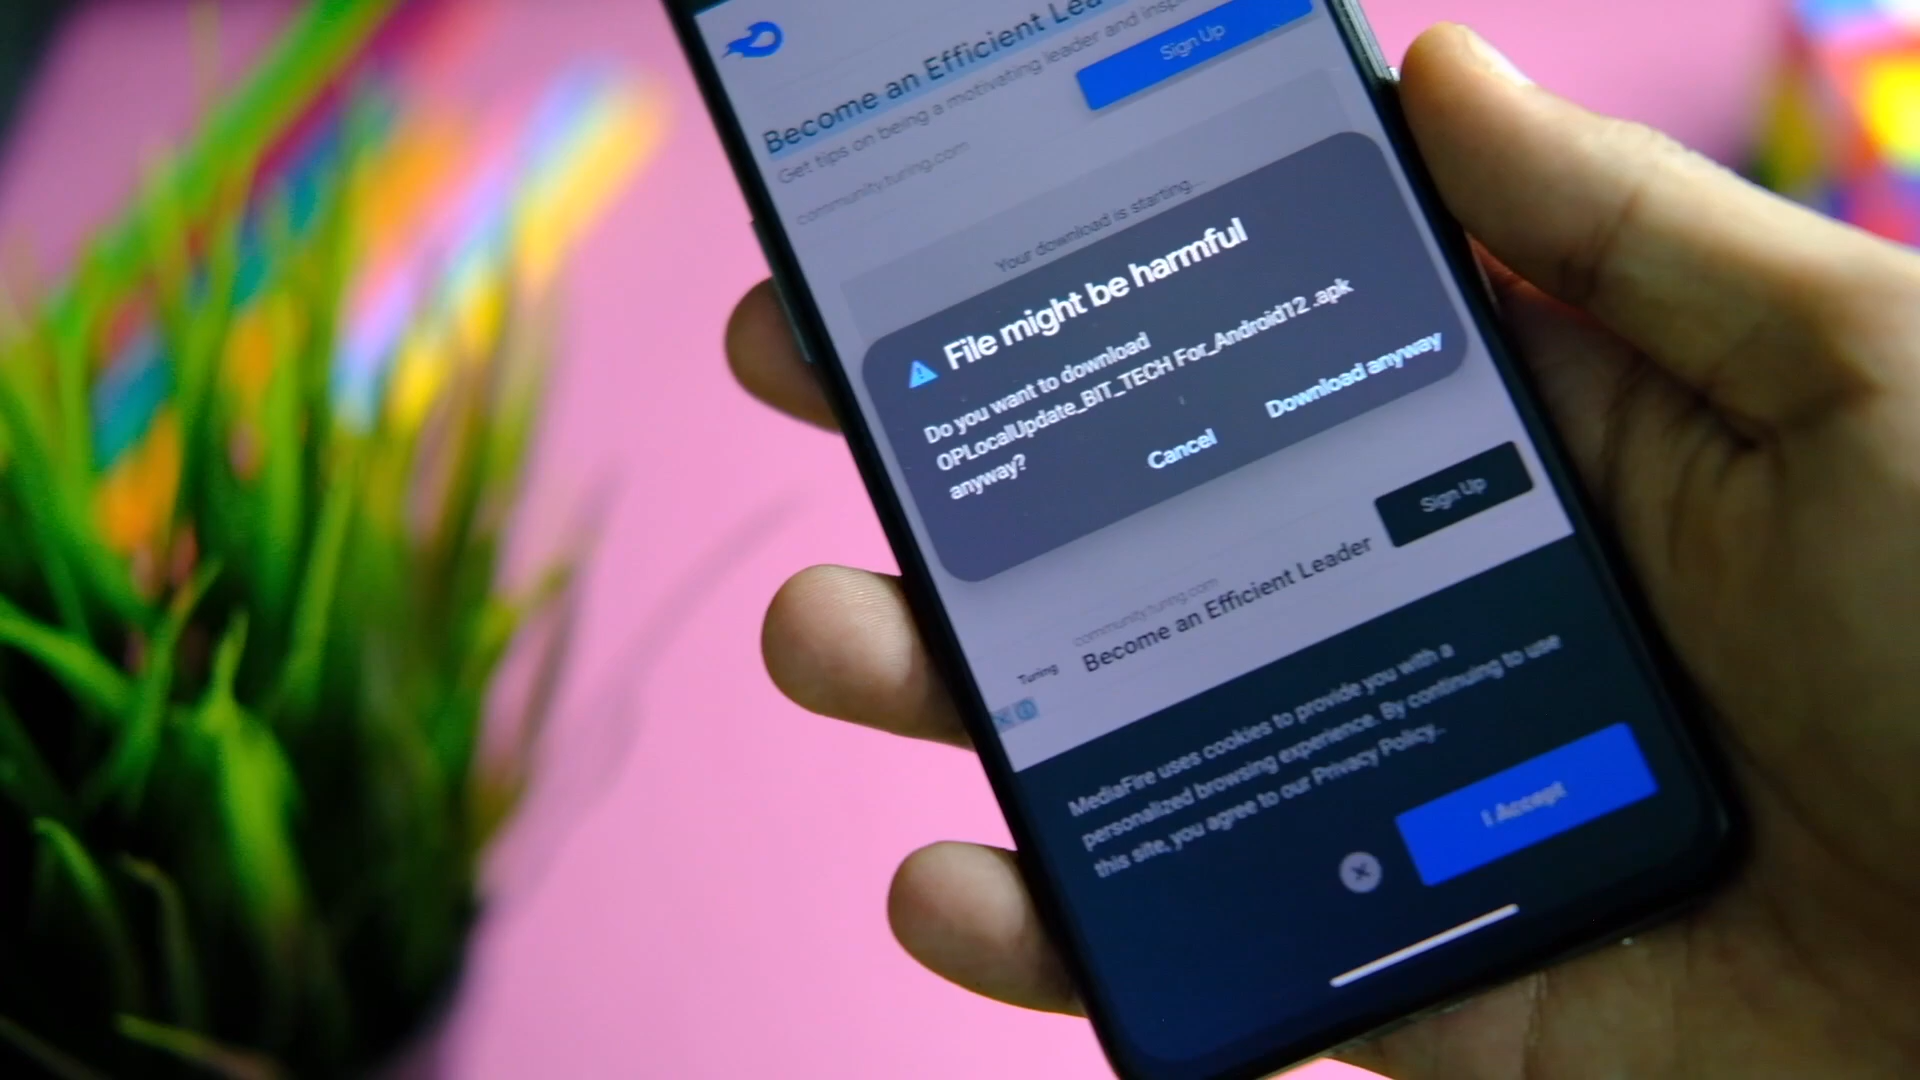 Become an Efficient Lea
Get tips on being a motivating leader and insp
community.turing.com
Sign Up
Your download is starting...
File might be harmful
Do you want to download
OPLocalUpdate_BIT_TECH For_Android12 .apk
anyway?
Cancel
Download anyway
Sign Up
community.turing.com
Become an Efficient Leader
Turing
MediaFire uses cookies to provide you with a
personalized browsing experience. By continuing to use
this site, you agree to our Privacy Policy..
I Accept